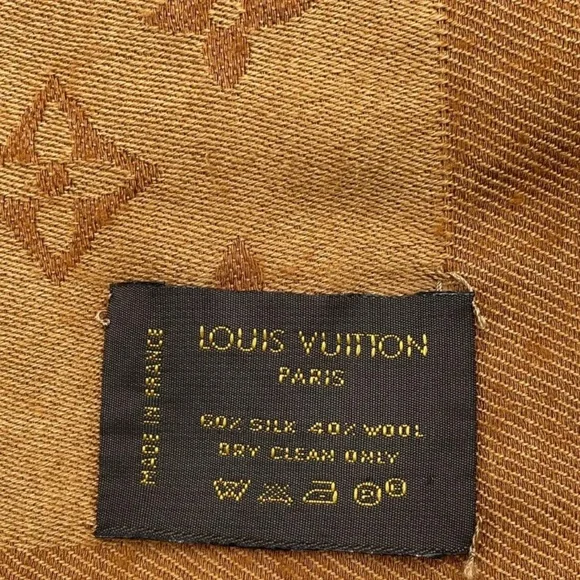 LOUIS VUITTON
PARIS
60% SILK 40% WOOL
DRY CLEAN ONLY
MADE IN FRANCE